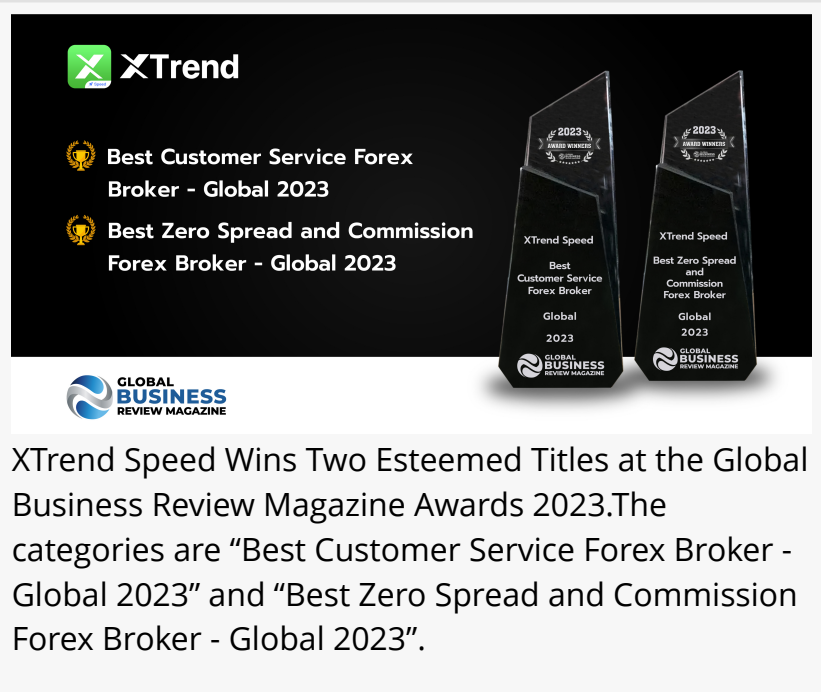 XTrend
Speed
Best Customer Service Forex
Broker - Global 2023
Best Zero Spread and Commission
Forex Broker - Global 2023
2023
AWARD WINNERS
XTrend Speed
Best
Customer Service
Forex Broker
Global
2023
GLOBAL
BUSINESS
REVIEW MAGAZINE
2023
AWARD WINNERS
XTrend Speed
Best Zero Spread
and
Commission
Forex Broker
Global
2023
GLOBAL
BUSINESS
REVIEW MAGAZINE
GLOBAL
BUSINESS
REVIEW MAGAZINE
XTrend Speed Wins Two Esteemed Titles at the Global
Business Review Magazine Awards 2023.The
categories are “Best Customer Service Forex Broker -
Global 2023” and “Best Zero Spread and Commission
Forex Broker - Global 2023”.